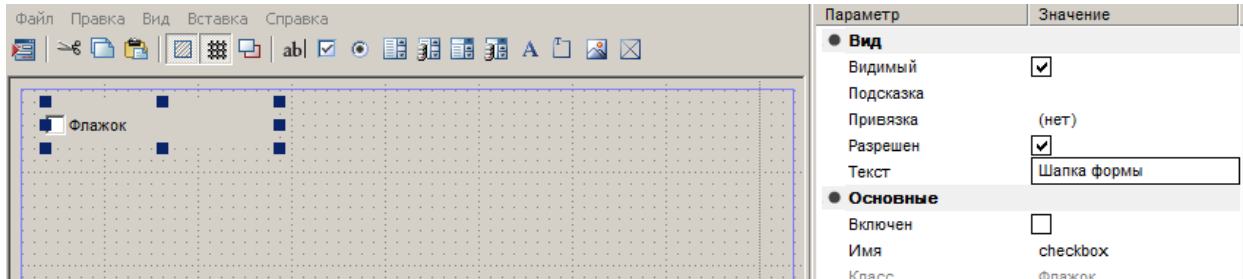 Файл Правка Вид Вставка Справка
ab A
Флажок
Параметр Значение
Вид
Видимый
Подсказка
Привязка (нет)
Разрешен
Текст Шапка формы
Основные
Включен
Имя checkbox
Класс Флажок